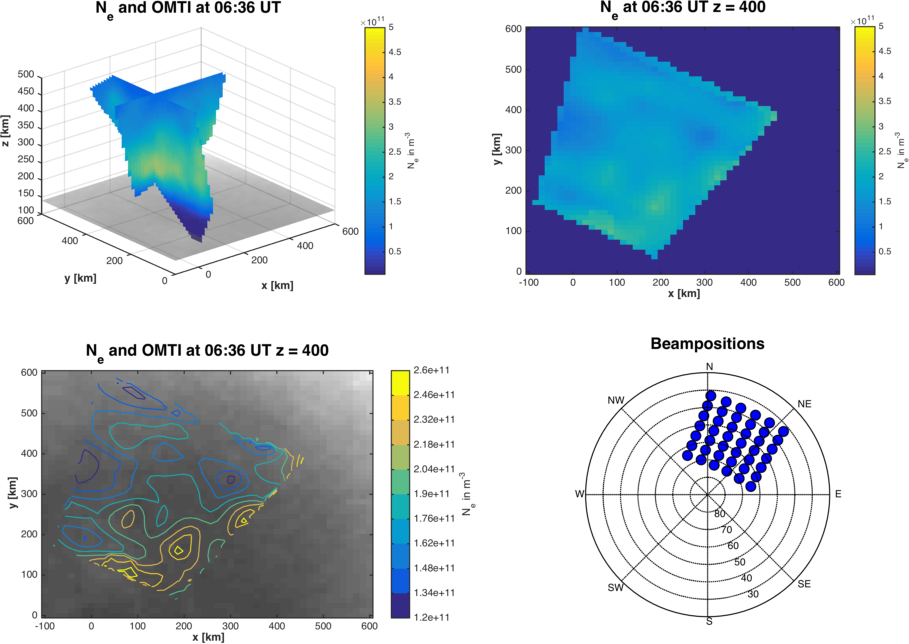 Ne and OMTI at 06:36 UT
×10¹¹
5
4.5
4
3.5
3
2.5
2
1.5
1
0.5
Ne in m-3
500
450
400
350
300
250
200
150
100
z [km]
600
400
200
0
y [km]
0
200
400
600
x [km]
Ne at 06:36 UT z = 400
×10¹¹
5
4.5
4
3.5
3
2.5
2
1.5
1
0.5
Ne in m-3
600
500
400
300
200
100
0
y [km]
-100 0 100 200 300 400 500 600
x [km]
Ne and OMTI at 06:36 UT z = 400
600
500
400
300
200
100
0
y [km]
-100 0 100 200 300 400 500 600
x [km]
2.6e+11
2.46e+11
2.32e+11
2.18e+11
2.04e+11
1.9e+11
1.76e+11
1.62e+11
1.48e+11
1.34e+11
1.2e+11
Ne in m-3
Beampositions
N
NW
NE
W
E
80
70
60
50
40
30
SW
SE
S